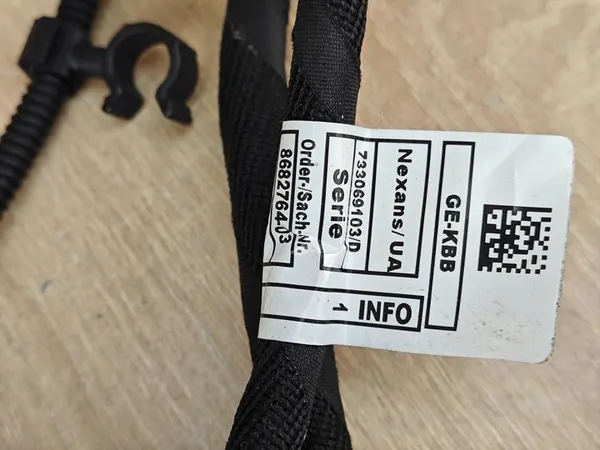 GE-KBB
Nexans/ UA
733069103/D
Serie
Order-/Sach-Nr.
8682764-03
INFO
1